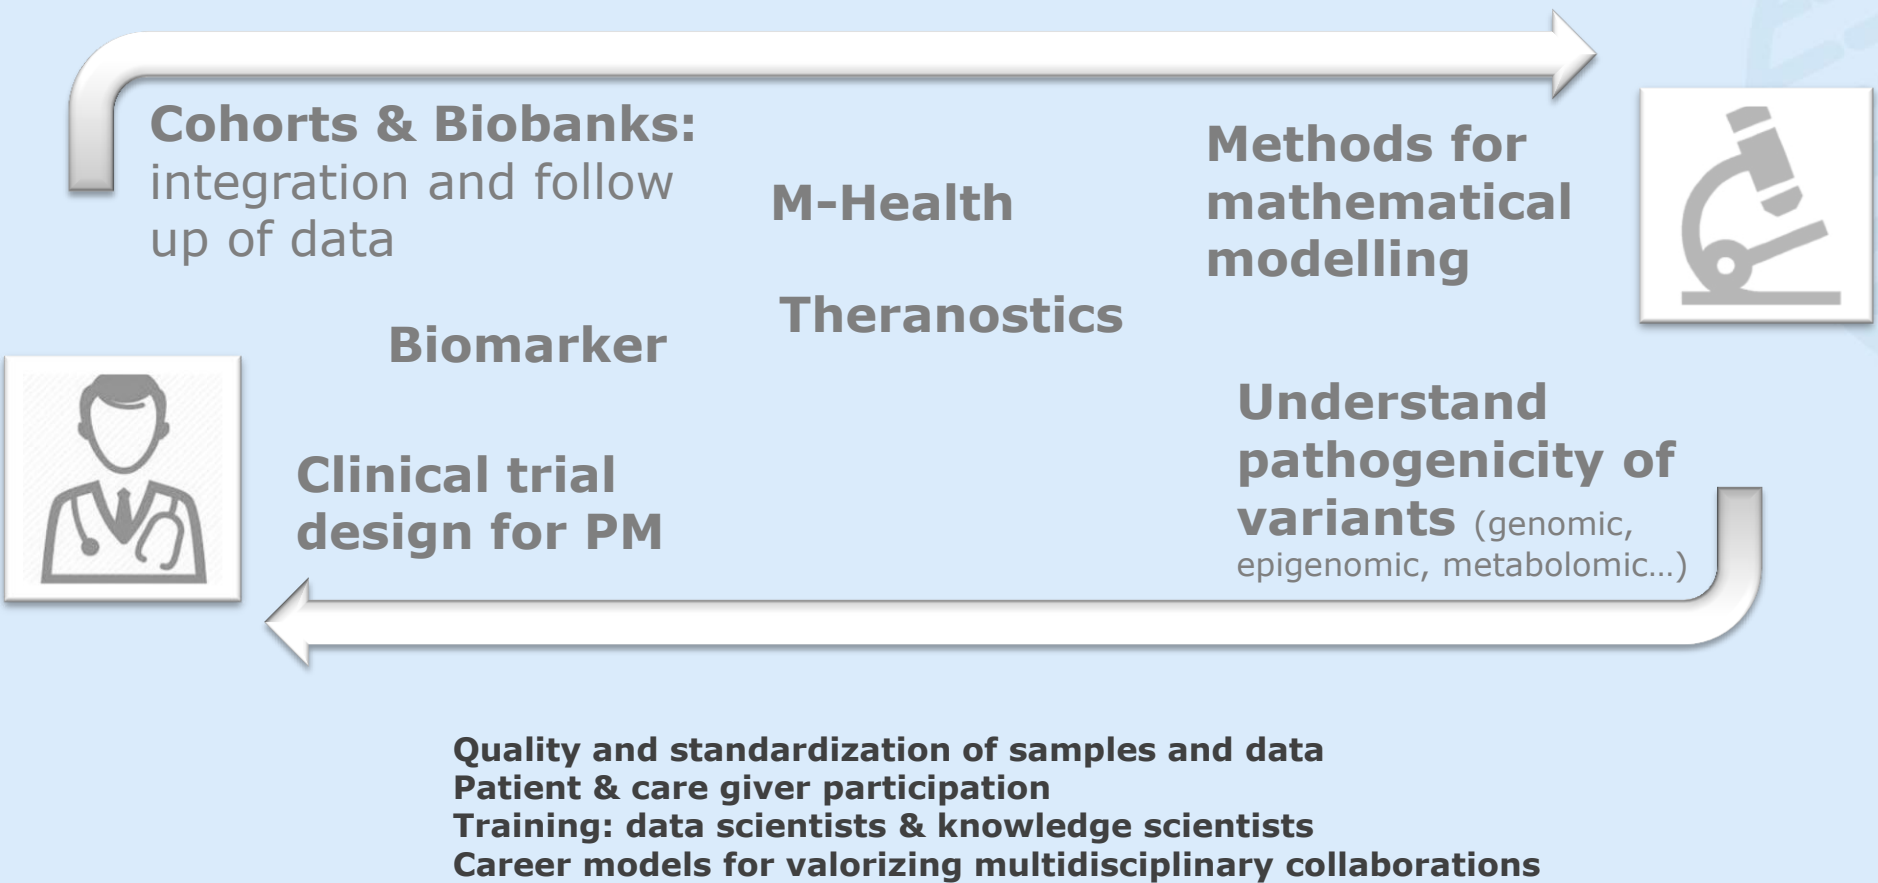 Cohorts & Biobanks:
integration and follow
up of data
M-Health
Methods for
mathematical
modelling
Theranostics
Biomarker
Understand
pathogenicity of
variants (genomic,
epigenomic, metabolomic…)
Clinical trial
design for PM
Quality and standardization of samples and data
Patient & care giver participation
Training: data scientists & knowledge scientists
Career models for valorizing multidisciplinary collaborations